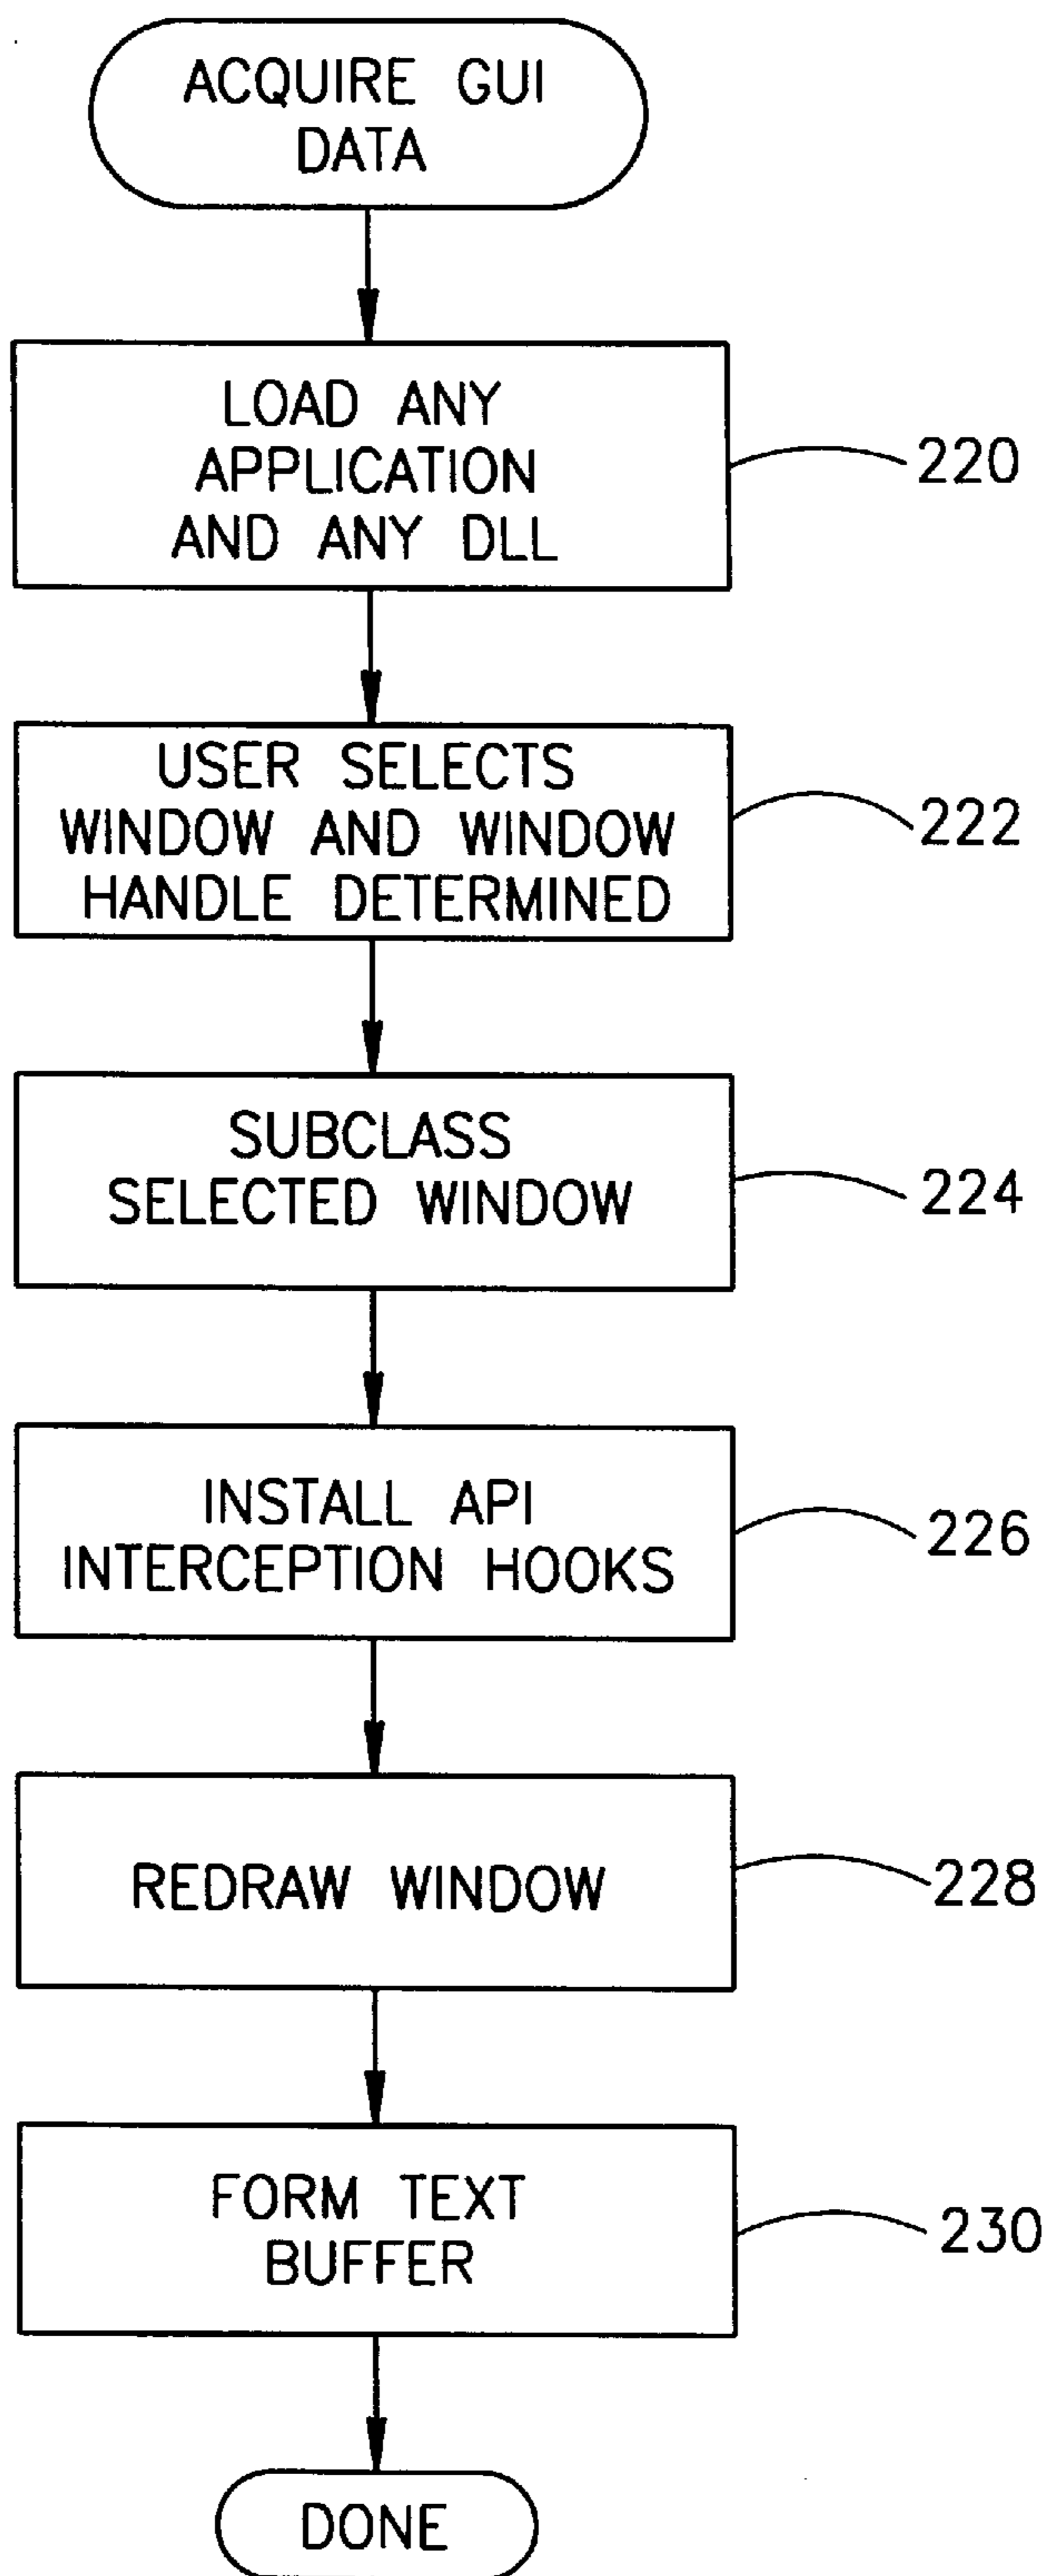 ACQUIRE GUI
DATA
LOAD ANY
APPLICATION
AND ANY DLL
220
USER SELECTS
WINDOW AND WINDOW
HANDLE DETERMINED
222
SUBCLASS
SELECTED WINDOW
224
INSTALL API
INTERCEPTION HOOKS
226
REDRAW WINDOW
228
FORM TEXT
BUFFER
230
DONE